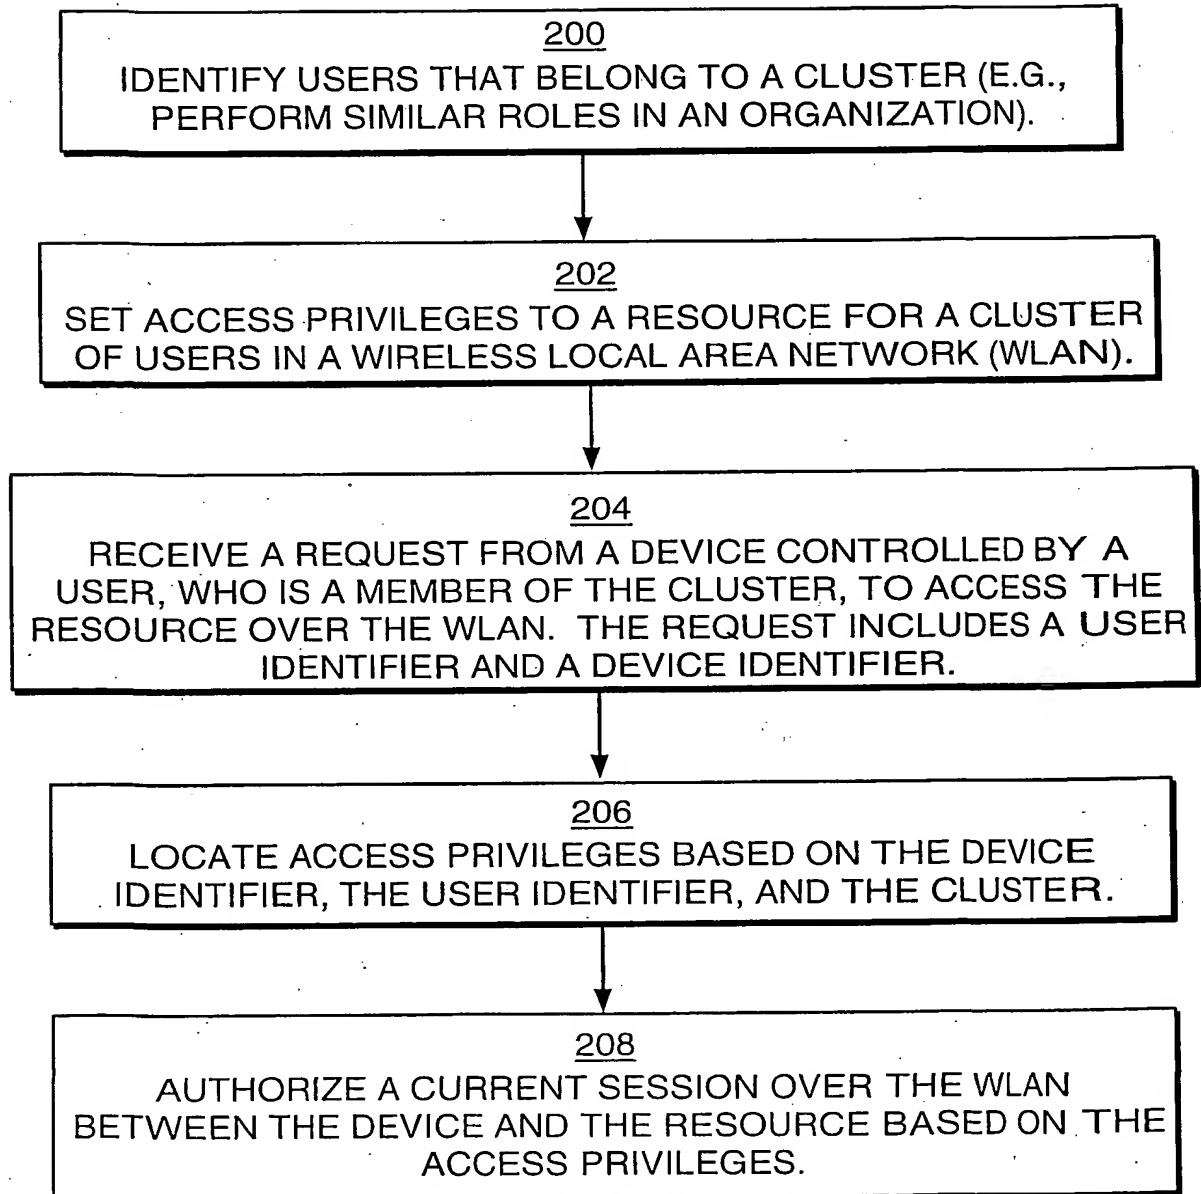 200
IDENTIFY USERS THAT BELONG TO A CLUSTER (E.G.,
PERFORM SIMILAR ROLES IN AN ORGANIZATION).
202
SET ACCESS PRIVILEGES TO A RESOURCE FOR A CLUSTER
OF USERS IN A WIRELESS LOCAL AREA NETWORK (WLAN).
204
RECEIVE A REQUEST FROM A DEVICE CONTROLLED BY A
USER, WHO IS A MEMBER OF THE CLUSTER, TO ACCESS THE
RESOURCE OVER THE WLAN. THE REQUEST INCLUDES A USER
IDENTIFIER AND A DEVICE IDENTIFIER.
206
LOCATE ACCESS PRIVILEGES BASED ON THE DEVICE
IDENTIFIER, THE USER IDENTIFIER, AND THE CLUSTER.
208
AUTHORIZE A CURRENT SESSION OVER THE WLAN
BETWEEN THE DEVICE AND THE RESOURCE BASED ON THE
ACCESS PRIVILEGES.